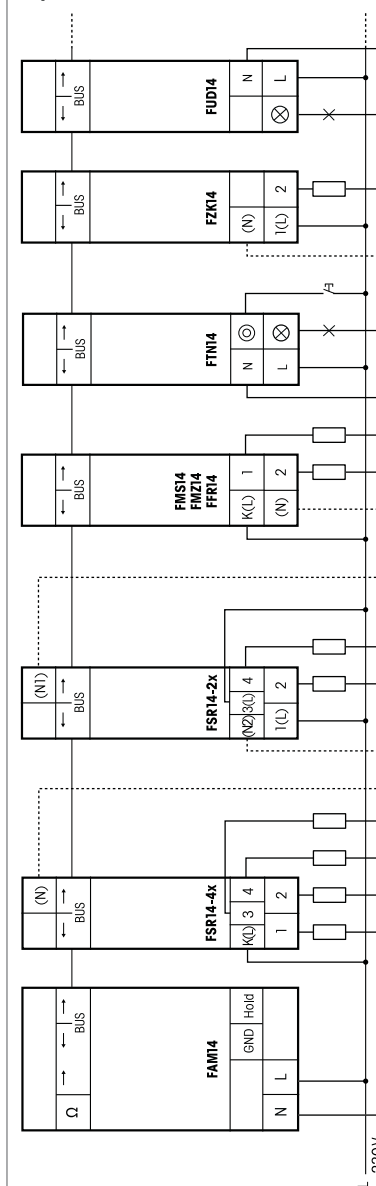 BUS
FUD14
N
L
BUS
FZK14
(N)
2
1(L)
BUS
FTN14
N
L
BUS
FMS14
FMZ14
FFR14
K(L)
1
(N)
2
(N1)
BUS
FSR14-2x
(N2)
3(L)
4
1(L)
2
(N)
BUS
FSR14-4x
K(L)
3
4
1
2
Ω
BUS
FAM14
GND
Hold
N
L
L
230V